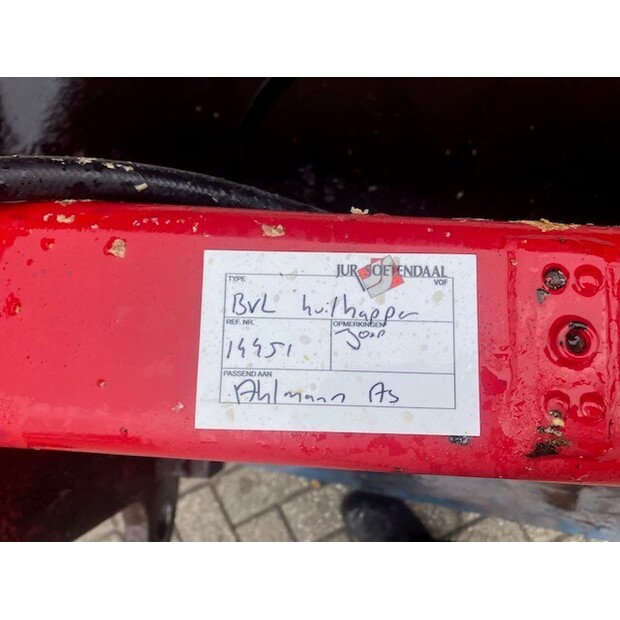 JUR SOETENDAAL
VOF
TYPE
BVL kuilhapper
REF. NR.
OPMERKINGEN
Joop
14451
PASSEND AAN
Ahlmann As